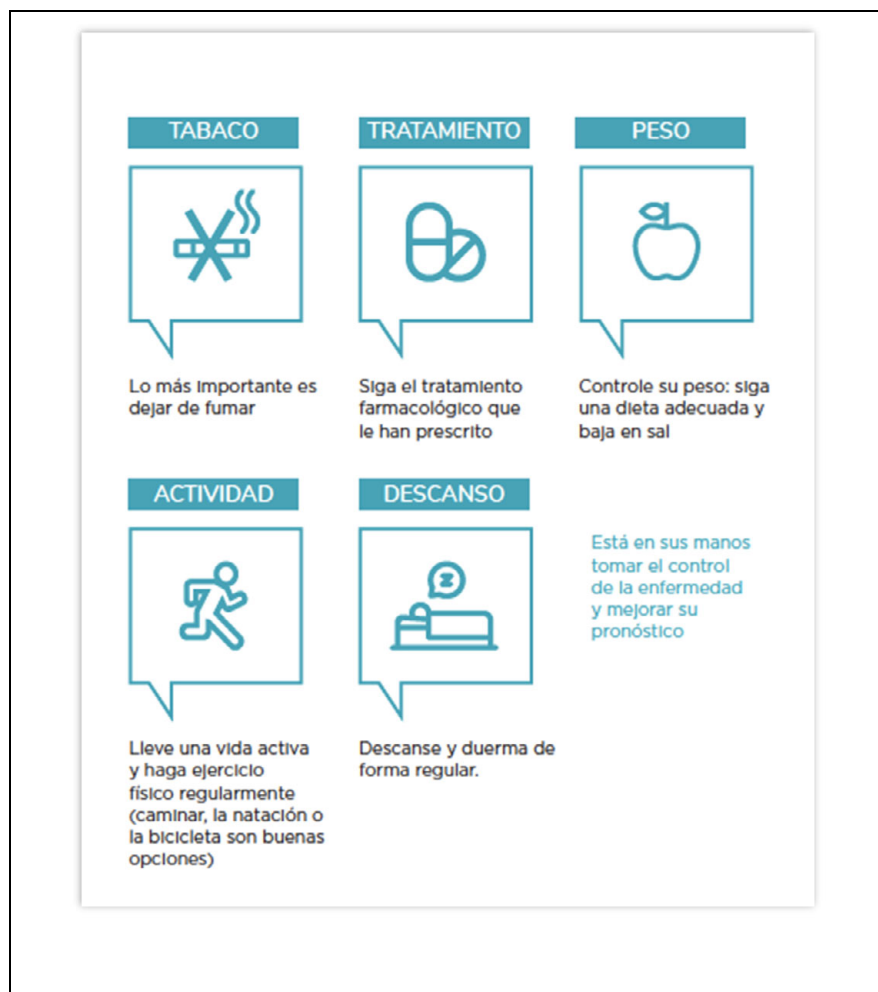 TABACO
Lo más importante es
dejar de fumar
TRATAMIENTO
Siga el tratamiento
farmacológico que
le han prescrito
PESO
Controle su peso: siga
una dieta adecuada y
baja en sal
ACTIVIDAD
Lleve una vida activa
y haga ejercicio
físico regularmente
(caminar, la natación o
la bicicleta son buenas
opciones)
DESCANSO
z
Descanse y duerma de
forma regular.
Está en sus manos
tomar el control
de la enfermedad
y mejorar su
pronóstico